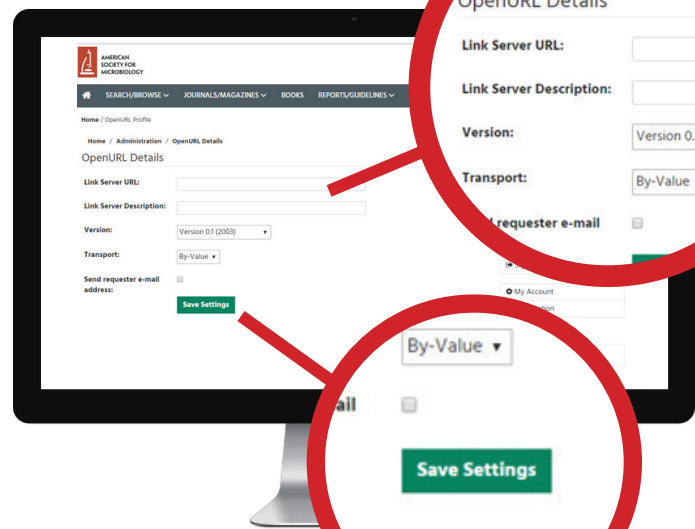 AMERICAN
SOCIETY FOR
MICROBIOLOGY
SEARCH/BROWSE JOURNALS/MAGAZINES BOOKS REPORTS/GUIDELINES
Home / OpenURL Profile
Home / Administration / OpenURL Details
OpenURL Details
Link Server URL:
Link Server Description:
Version: Version 0.1 (2003)
Transport: By-Value
Send requester e-mail
address:
Save Settings
My Account
OpenURL Details
Link Server URL:
Link Server Description:
Version: Version 0.
Transport: By-Value
requester e-mail
By-Value
ail
Save Settings